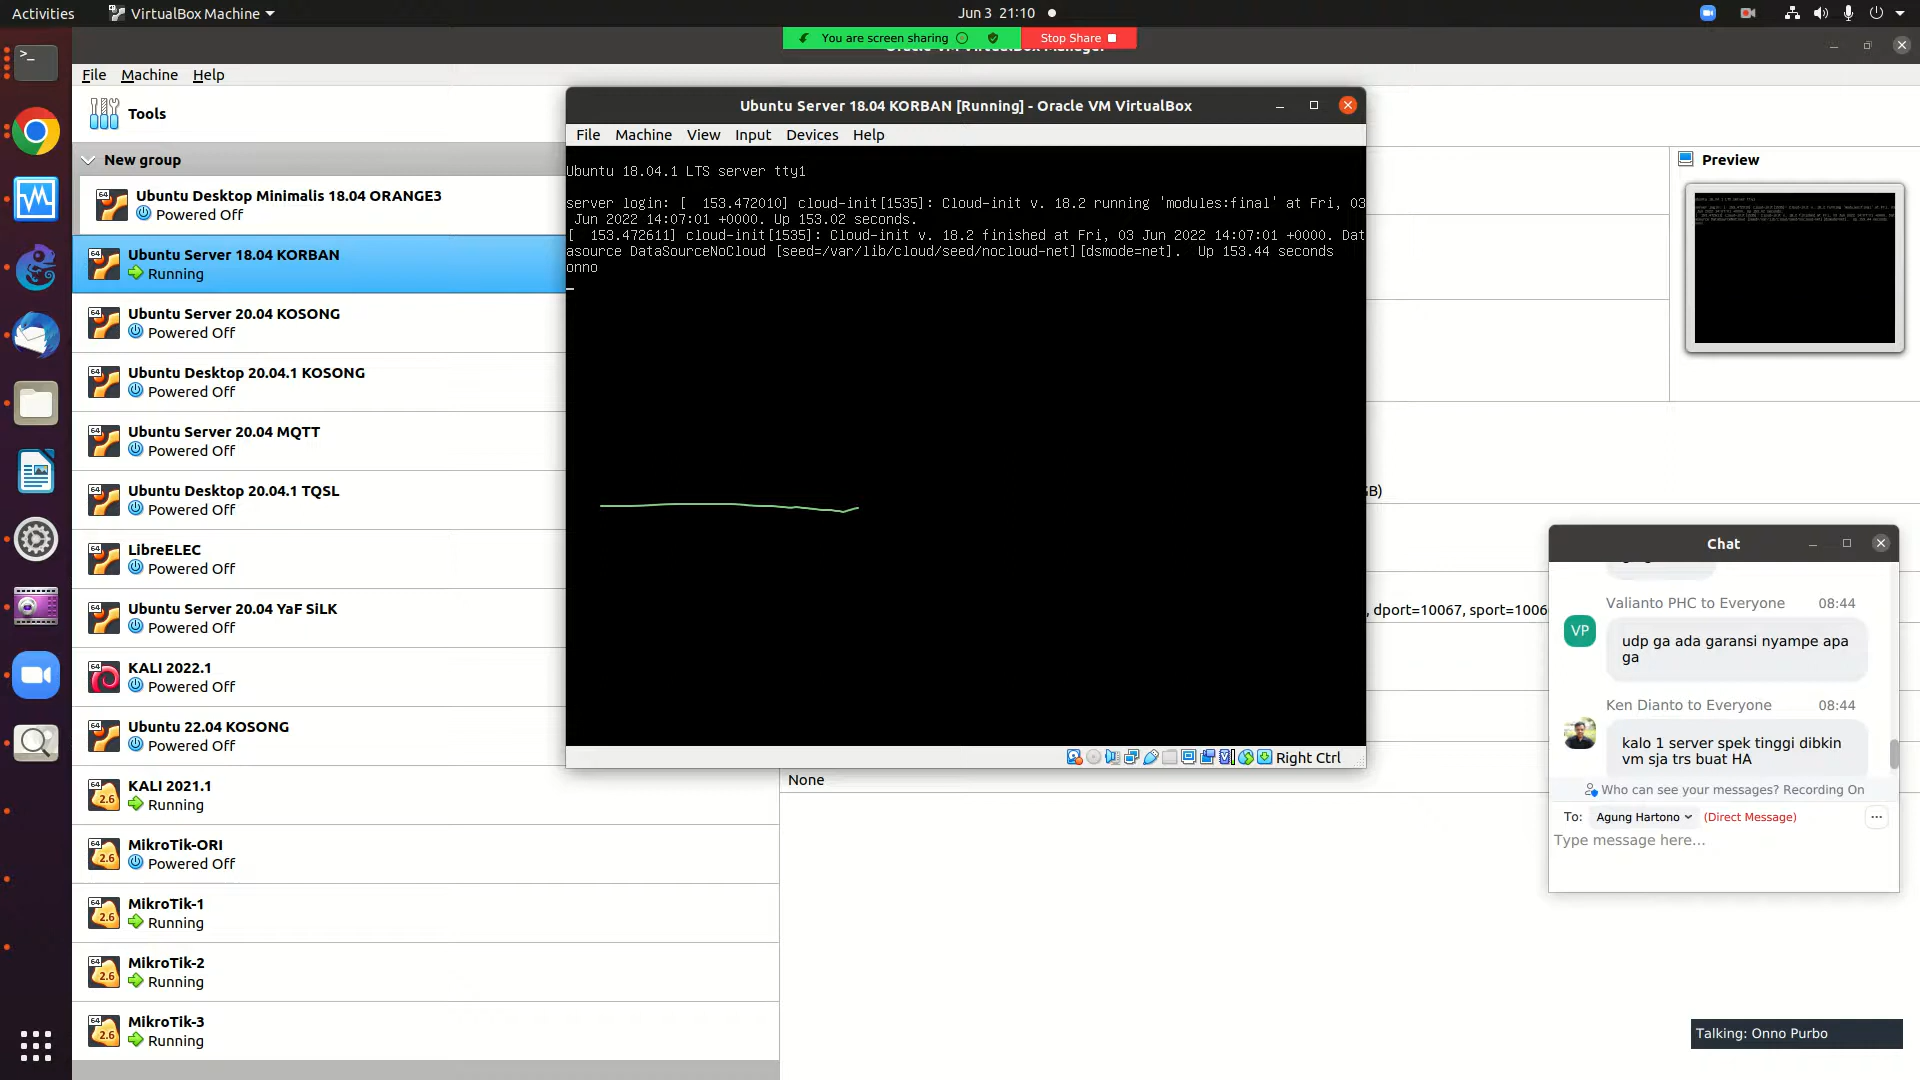 Activities
VirtualBox Machine
Jun 3 21:10
You are screen sharing
Stop Share
Oracle VM VirtualBox Manager
File Machine Help
Tools
New group
Ubuntu Desktop Minimalis 18.04 ORANGE3
Powered Off
Ubuntu Server 18.04 KORBAN
Running
Ubuntu Server 20.04 KOSONG
Powered Off
Ubuntu Desktop 20.04.1 KOSONG
Powered Off
Ubuntu Server 20.04 MQTT
Powered Off
Ubuntu Desktop 20.04.1 TQSL
Powered Off
LibreELEC
Powered Off
Ubuntu Server 20.04 YaF SiLK
Powered Off
KALI 2022.1
Powered Off
Ubuntu 22.04 KOSONG
Powered Off
KALI 2021.1
Running
MikroTik-ORI
Powered Off
MikroTik-1
Running
MikroTik-2
Running
MikroTik-3
Running
Ubuntu Server 18.04 KORBAN [Running] - Oracle VM VirtualBox
File Machine View Input Devices Help
Ubuntu 18.04.1 LTS server tty1
server login: [  153.472010] cloud-init[1535]: Cloud-init v. 18.2 running 'modules:final' at Fri, 03
Jun 2022 14:07:01 +0000. Up 153.02 seconds.
[  153.472611] cloud-init[1535]: Cloud-init v. 18.2 finished at Fri, 03 Jun 2022 14:07:01 +0000. Dat
asource DataSourceNoCloud [seed=/var/lib/cloud/seed/nocloud-net][dsmode=net].  Up 153.44 seconds
onno
Right Ctrl
Preview
GB)
, dport=10067, sport=1006
None
Chat
Valianto PHC to Everyone 08:44
VP
udp ga ada garansi nyampe apa
ga
Ken Dianto to Everyone 08:44
kalo 1 server spek tinggi dibkin
vm sja trs buat HA
Who can see your messages? Recording On
To: Agung Hartono (Direct Message)
Type message here…
Talking: Onno Purbo